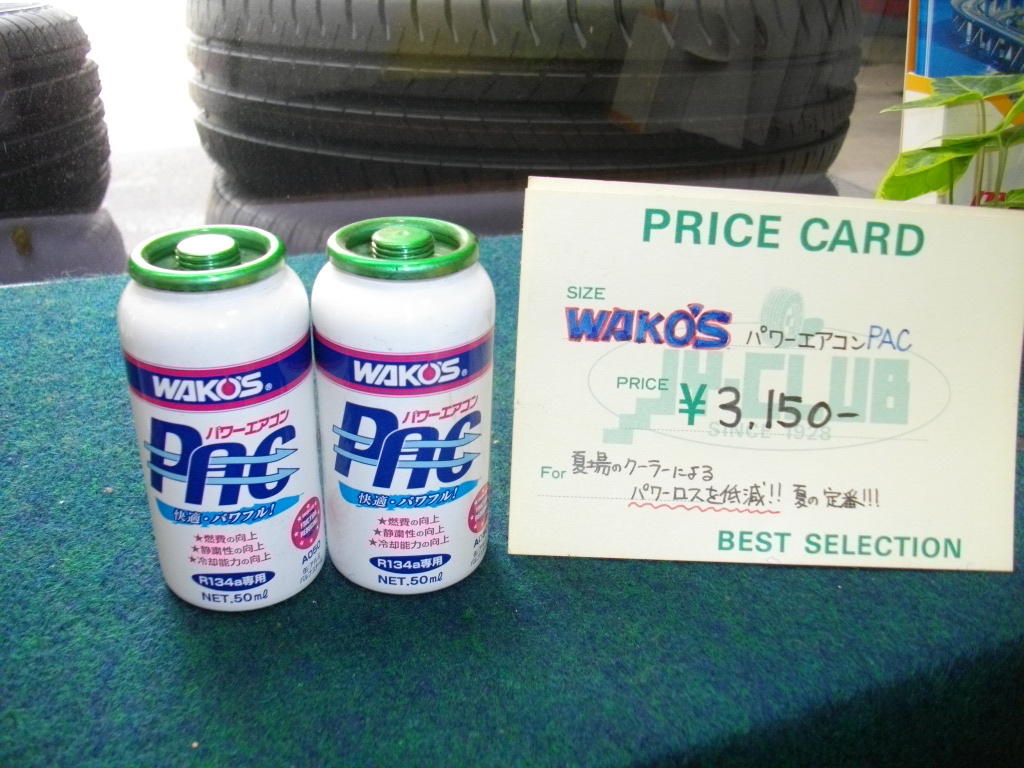 WAKO'S®
パワーエアコン
PAC
快適・パワフル!
★燃費の向上
★静粛性の向上
★冷却能力の向上
R134a専用
NET.50mℓ
A050
WAKO'S®
パワーエアコン
PAC
快適・パワフル!
★燃費の向上
★静粛性の向上
★冷却能力の向上
R134a専用
NET.50mℓ
PRICE CARD
SIZE
WAKO'S パワーエアコンPAC
PRICE ¥3,150-
CLUB
SINCE 1928
For 夏場のクーラーによる
パワーロスを低減!! 夏の定番!!!
BEST SELECTION